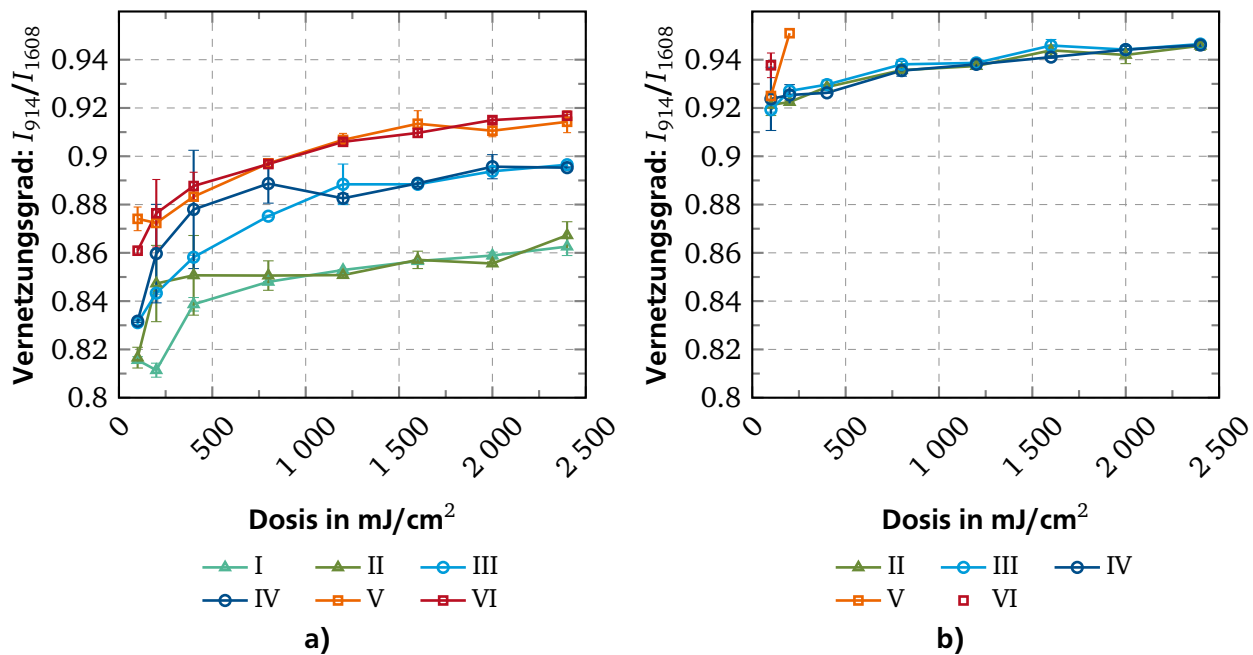 Vernetzungsgrad: I914/I1608
0.94
0.92
0.9
0.88
0.86
0.84
0.82
0.8
0
500
1 000
1 500
2 000
2 500
Dosis in mJ/cm²
I II III
IV V VI
a)
Vernetzungsgrad: I914/I1608
0.94
0.92
0.9
0.88
0.86
0.84
0.82
0.8
0
500
1 000
1 500
2 000
2 500
Dosis in mJ/cm²
II III IV
V VI
b)